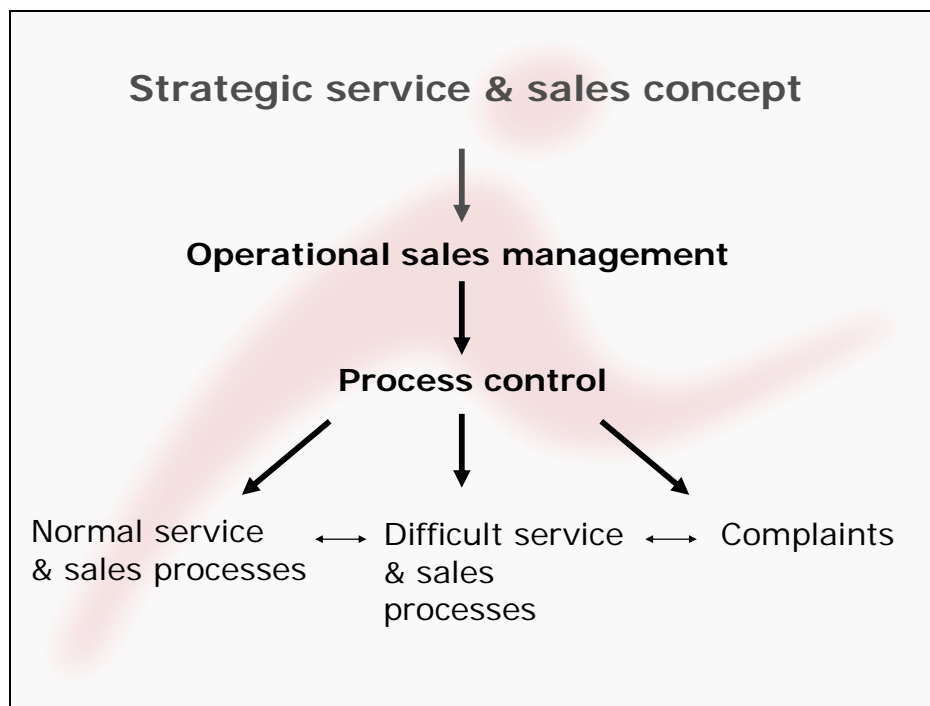 Strategic service & sales concept
Operational sales management
Process control
Normal service
& sales processes
Difficult service
& sales
processes
Complaints